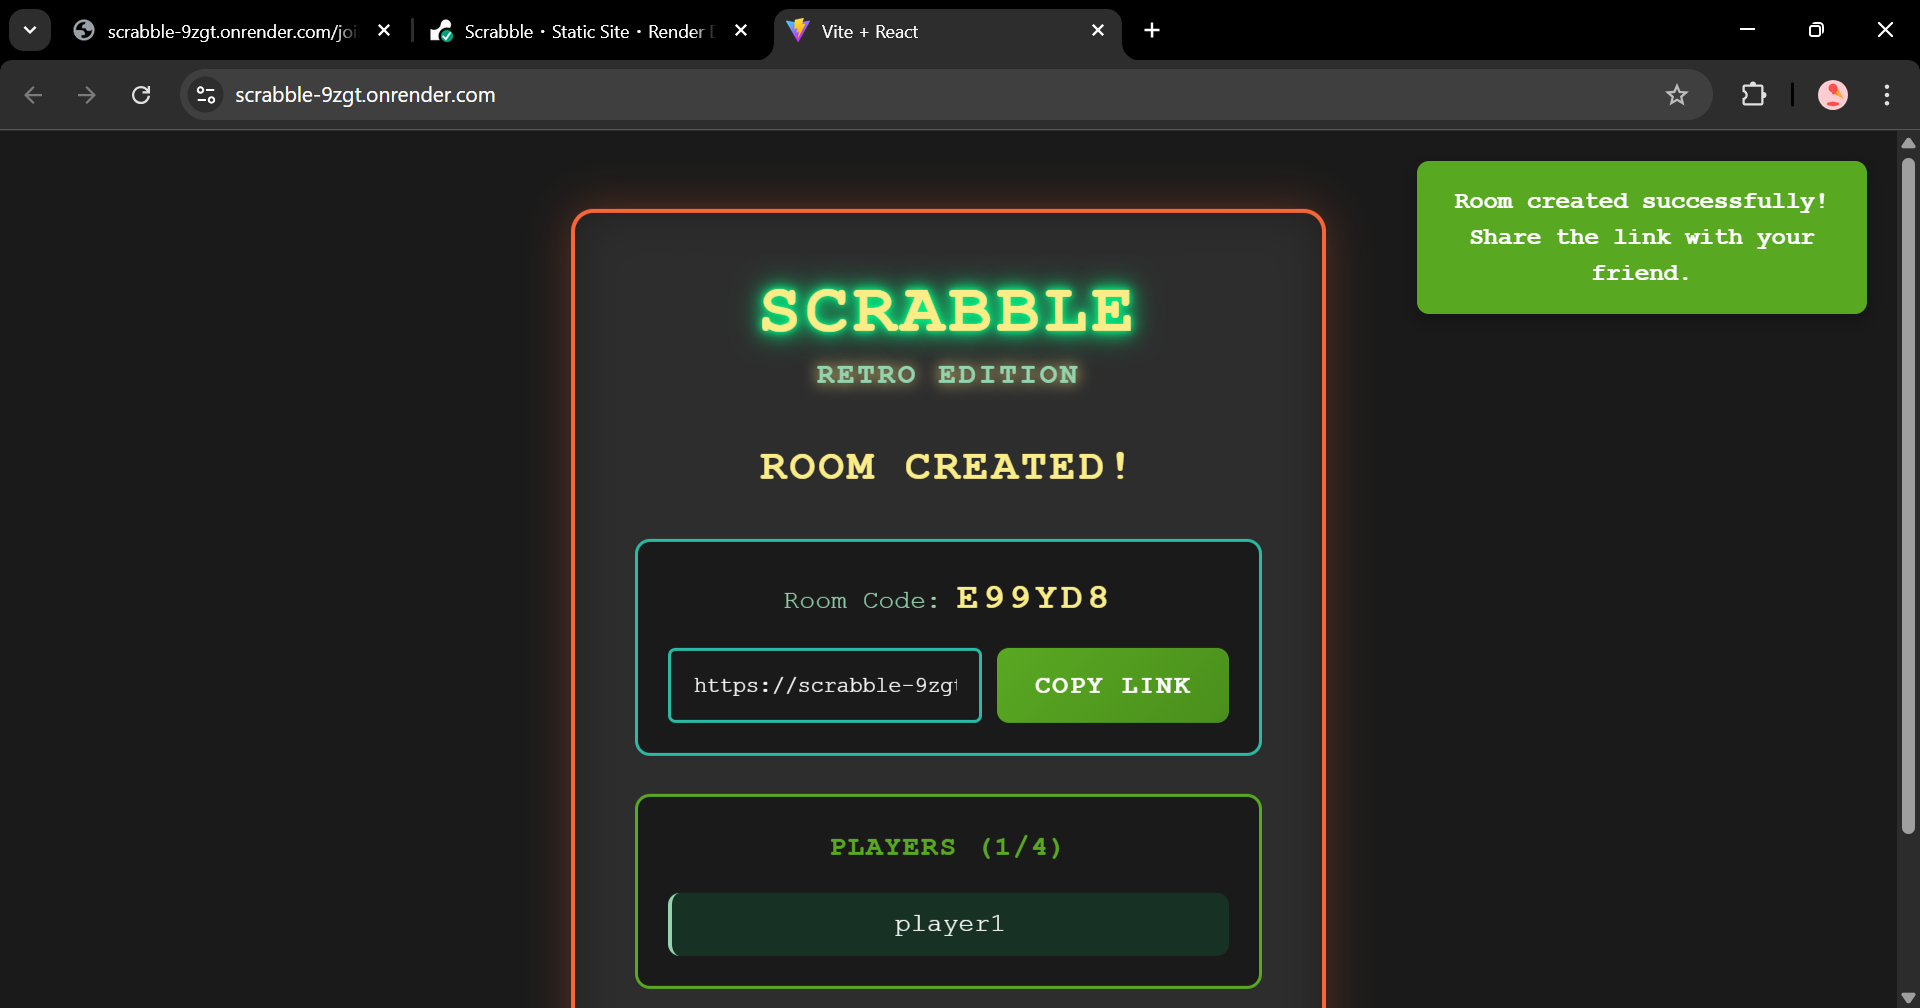 scrabble-9zgt.onrender.com/joi
Scrabble · Static Site · Render
Vite + React
scrabble-9zgt.onrender.com
Room created successfully!
Share the link with your
friend.
SCRABBLE
RETRO EDITION
ROOM CREATED!
Room Code: E99YD8
https://scrabble-9zgt
COPY LINK
PLAYERS (1/4)
player1